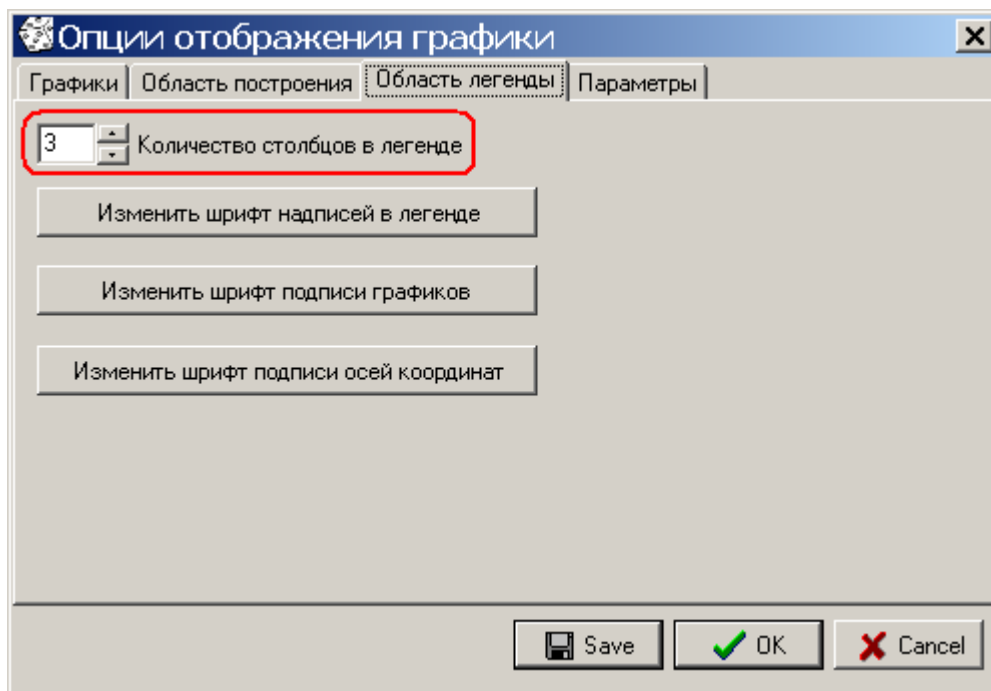 Опции отображения графики
Графики Область построения Область легенды Параметры
3 Количество столбцов в легенде
Изменить шрифт надписей в легенде
Изменить шрифт подписи графиков
Изменить шрифт подписи осей координат
Save OK Cancel